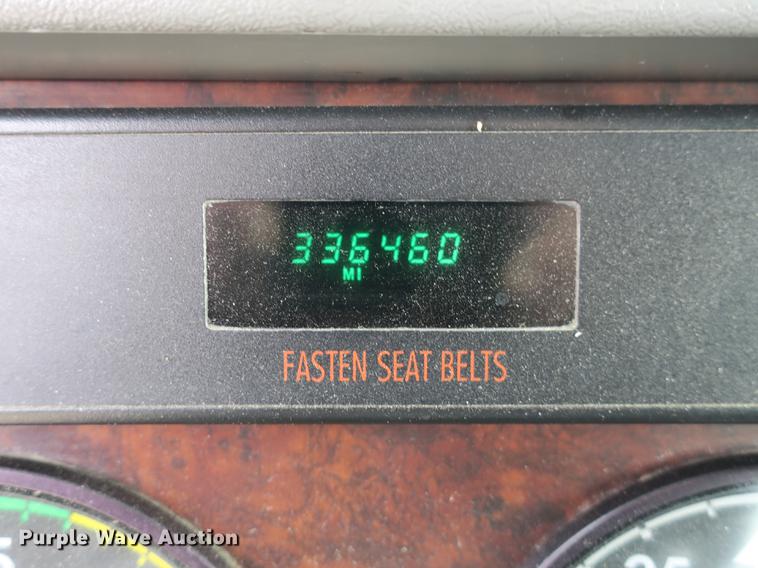 336460
MI
FASTEN SEAT BELTS
Purple Wave Auction